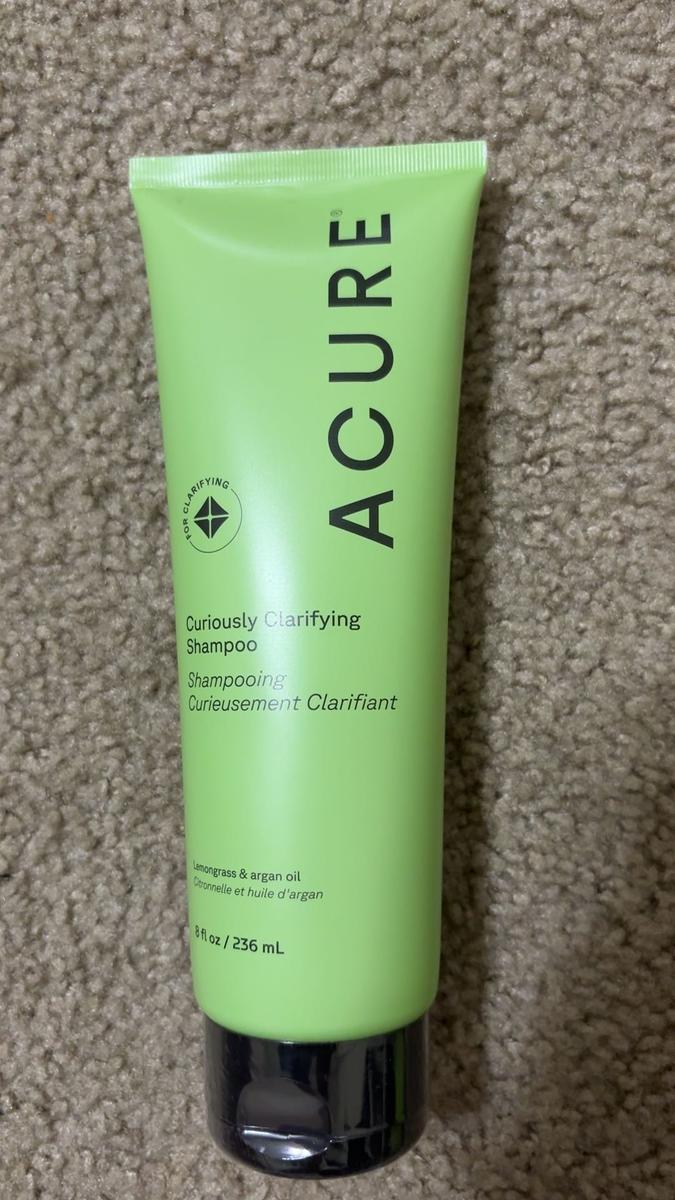 ACURE®
FOR CLARIFYING
Curiously Clarifying
Shampoo
Shampooing
Curieusement Clarifiant
Lemongrass & argan oil
Citronnelle et huile d'argan
8 fl oz / 236 mL